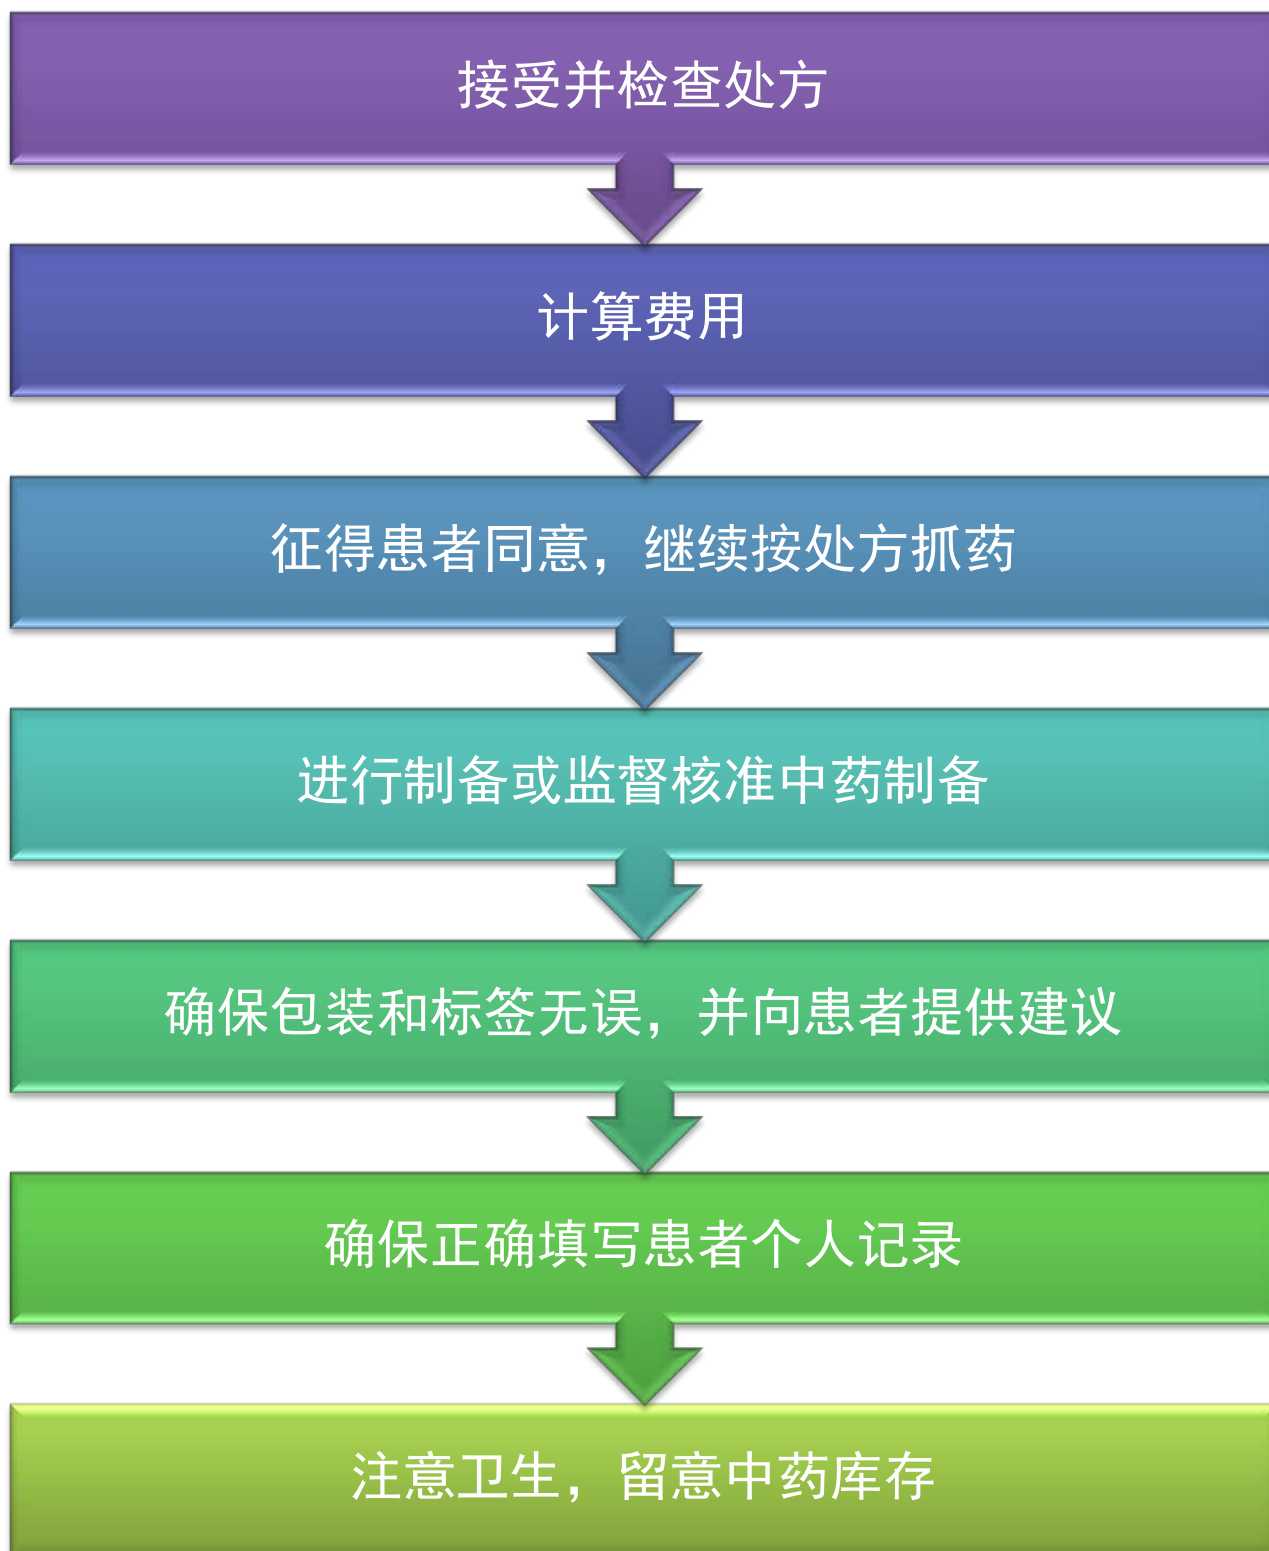 接受并检查处方
计算费用
征得患者同意，继续按处方抓药
进行制备或监督核准中药制备
确保包装和标签无误，并向患者提供建议
确保正确填写患者个人记录
注意卫生，留意中药库存